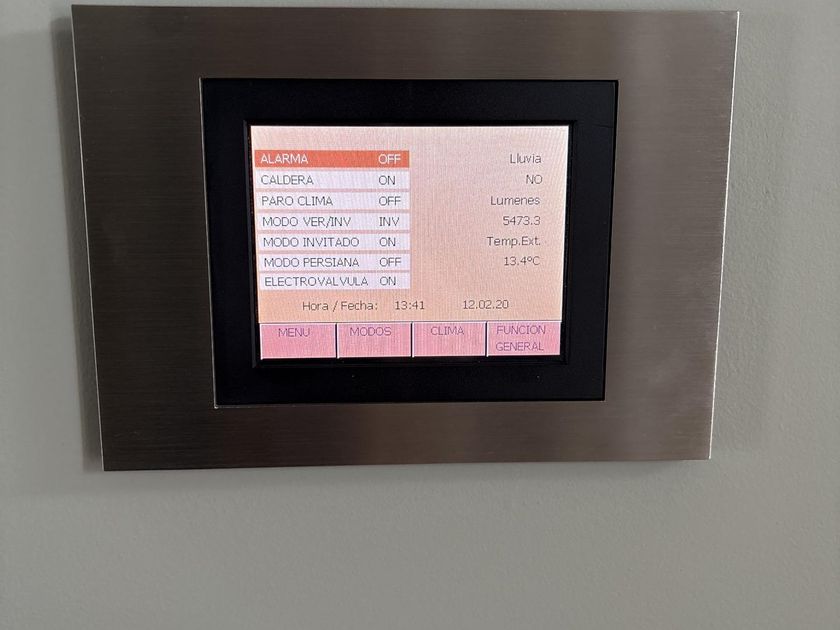 ALARMA OFF Lluvia
CALDERA ON NO
PARO CLIMA OFF Lumenes
MODO VER/INV INV 5473.3
MODO INVITADO ON Temp.Ext.
MODO PERSIANA OFF 13.4ºC
ELECTROVALVULA ON
Hora / Fecha: 13:41 12.02.20
MENU MODOS CLIMA FUNCION
GENERAL